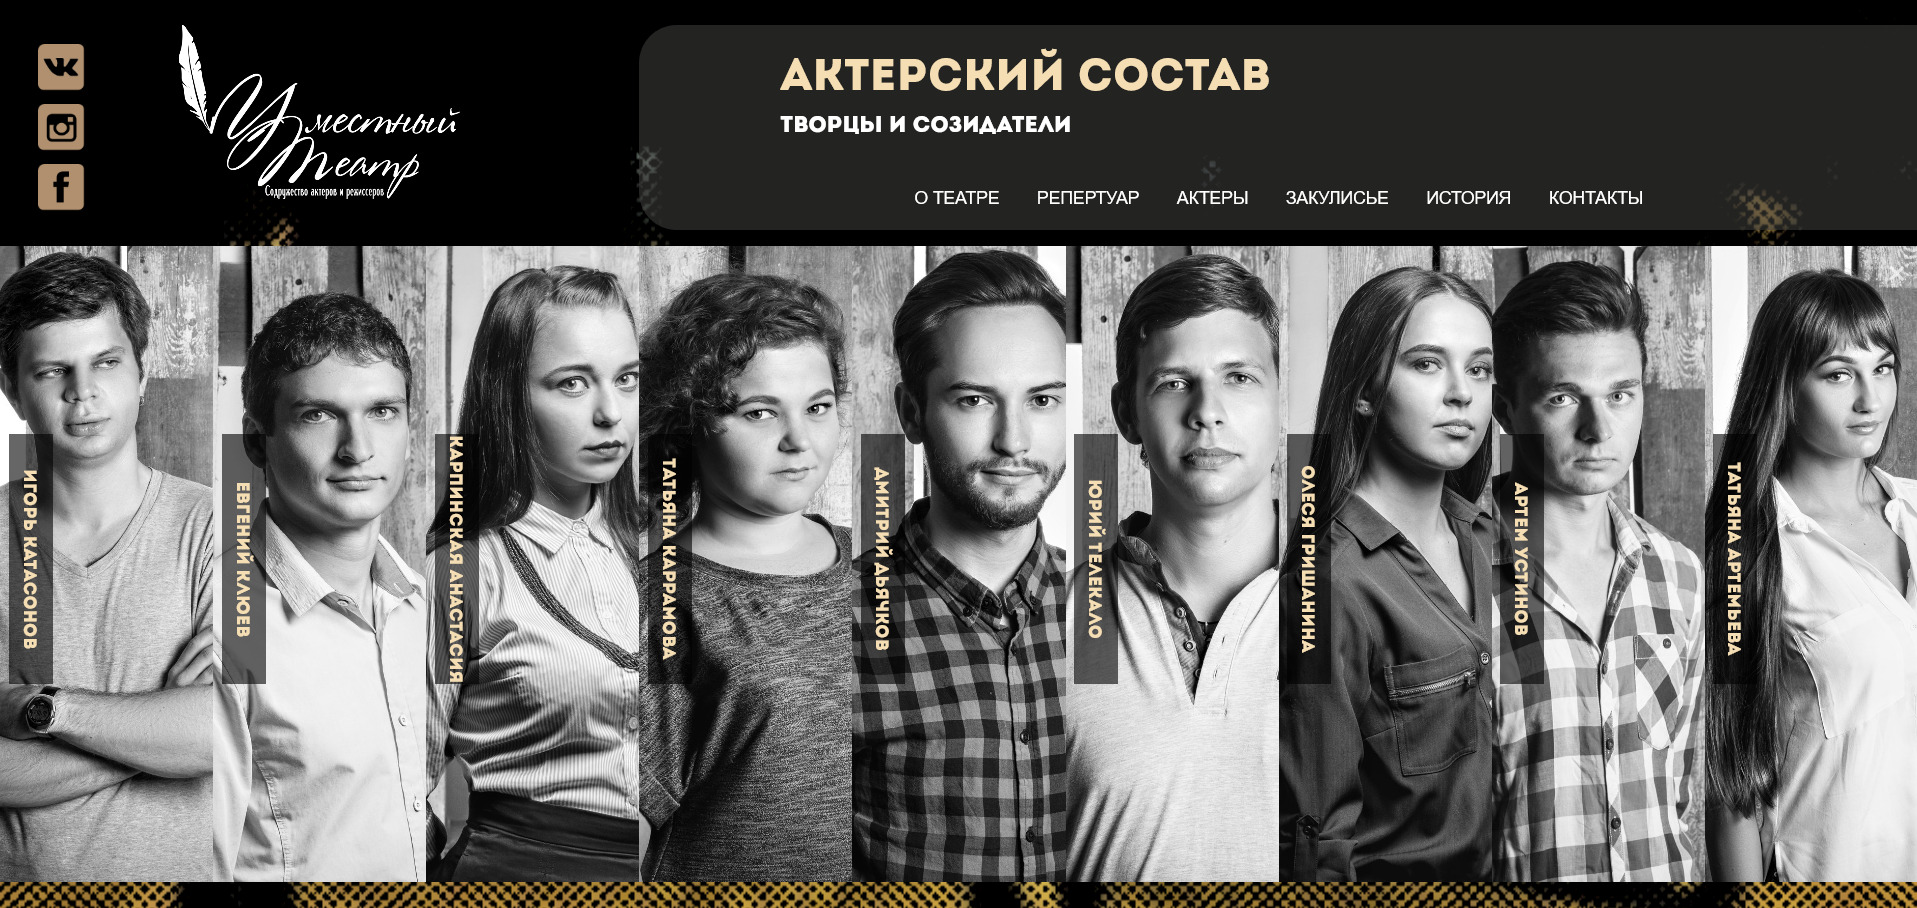 Уместный
Театр
Содружество актеров и режиссеров
АКТЕРСКИЙ СОСТАВ
ТВОРЦЫ И СОЗИДАТЕЛИ
О ТЕАТРЕ РЕПЕРТУАР АКТЕРЫ ЗАКУЛИСЬЕ ИСТОРИЯ КОНТАКТЫ
ИГОРЬ КАТАСОНОВ
ЕВГЕНИЙ КЛЮЕВ
КАРПИНСКАЯ АНАСТАСИЯ
ТАТЬЯНА КАРРАМОВА
ДМИТРИЙ ДЬЯЧКОВ
ЮРИЙ ТЕЛЕКАЛО
ОЛЕСЯ ГРИШАНИНА
АРТЕМ УСТИНОВ
ТАТЬЯНА АРТЕМЬЕВА